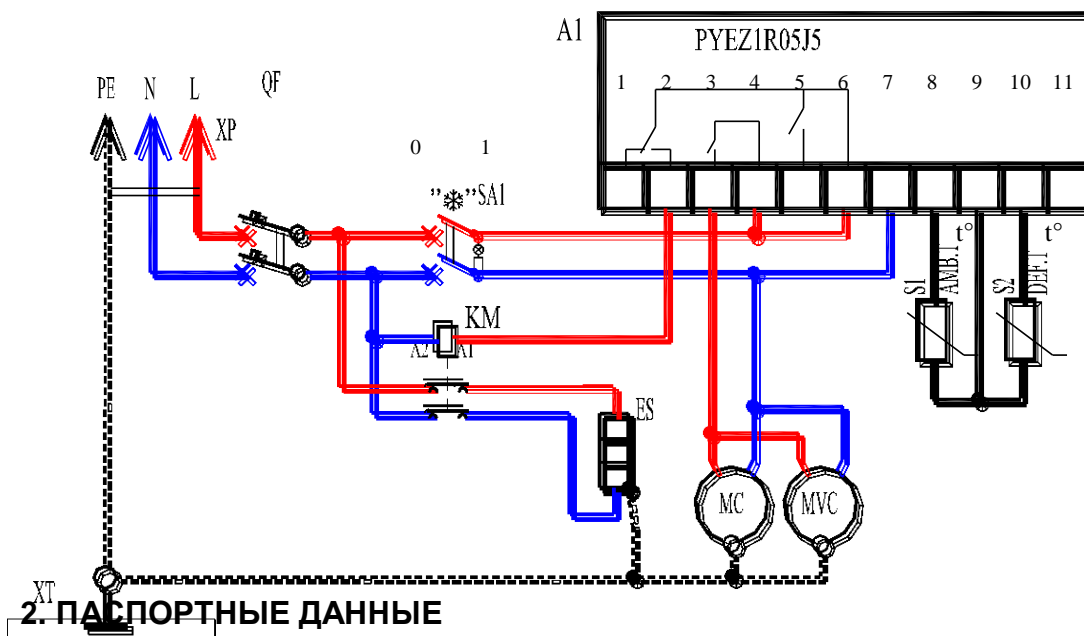 A1
PYEZ1R05J5
1 2 3 4 5 6 7 8 9 10 11
PE N L QF
XP
0 1
"❄" SA1
t° t°
S1 AMB.T
S2 DEF.T
KM
A2 A1
ES
MC MVC
XT
2. ПАСПОРТНЫЕ ДАННЫЕ